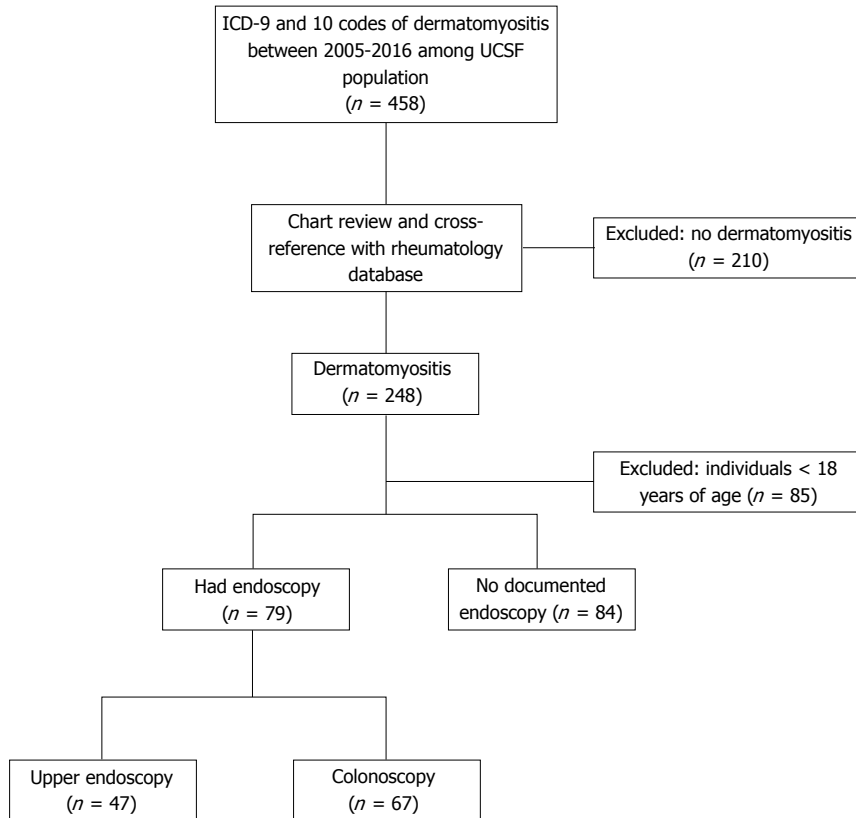 ICD-9 and 10 codes of dermatomyositis
between 2005-2016 among UCSF
population
(n = 458)
Chart review and cross-
reference with rheumatology
database
Excluded: no dermatomyositis
(n = 210)
Dermatomyositis
(n = 248)
Excluded: individuals < 18
years of age (n = 85)
Had endoscopy
(n = 79)
No documented
endoscopy (n = 84)
Upper endoscopy
(n = 47)
Colonoscopy
(n = 67)